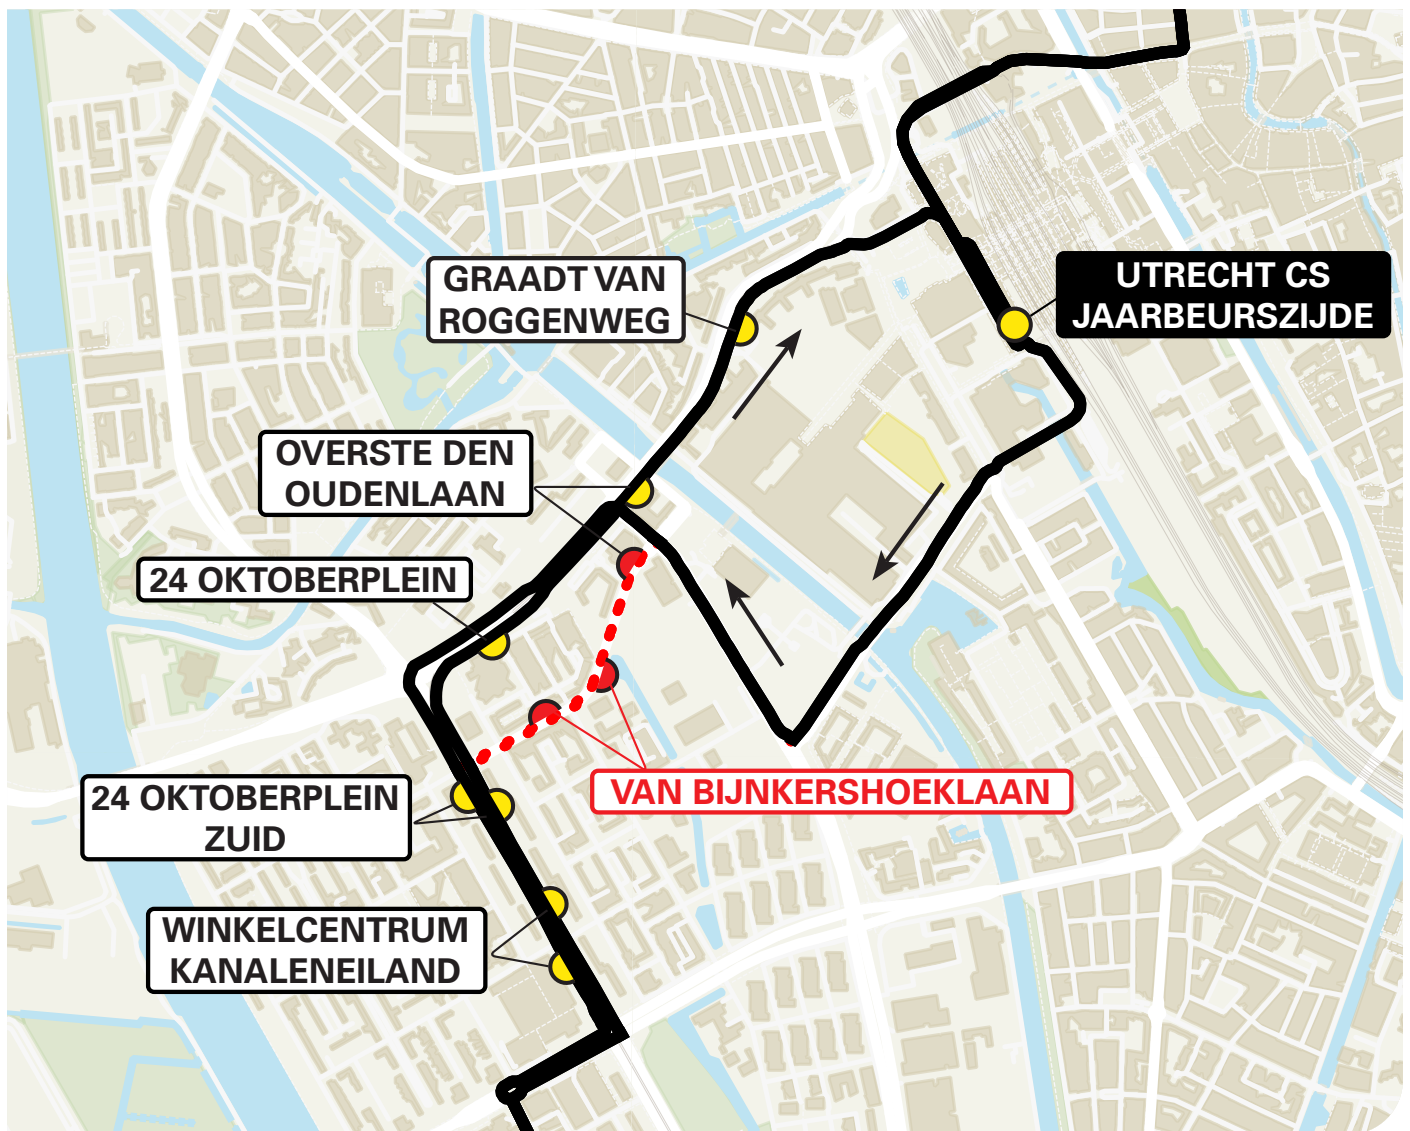 GRAADT VAN
ROGGENWEG
UTRECHT CS
JAARBEURSZIJDE
OVERSTE DEN
OUDENLAAN
24 OKTOBERPLEIN
24 OKTOBERPLEIN
ZUID
VAN BIJNKERSHOEKLAAN
WINKELCENTRUM
KANALENEILAND